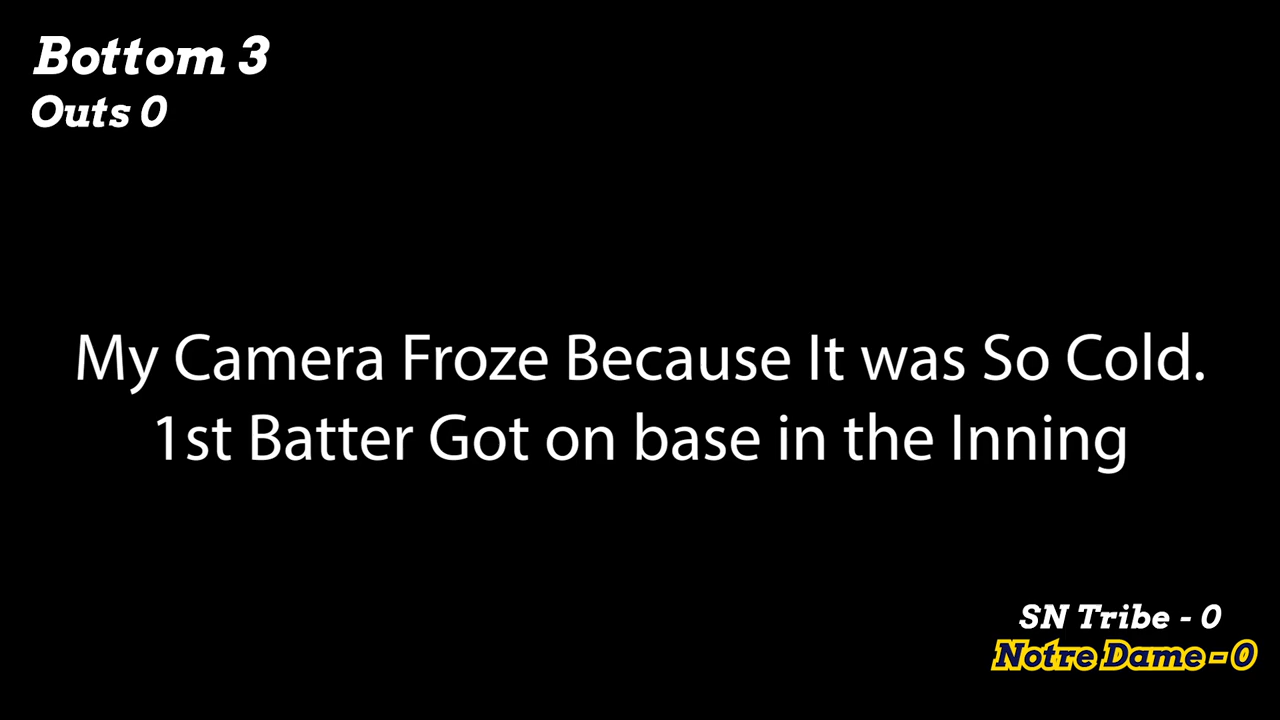 Bottom 3
Outs 0
My Camera Froze Because It was So Cold.
1st Batter Got on base in the Inning
SN Tribe - 0
Notre Dame - 0